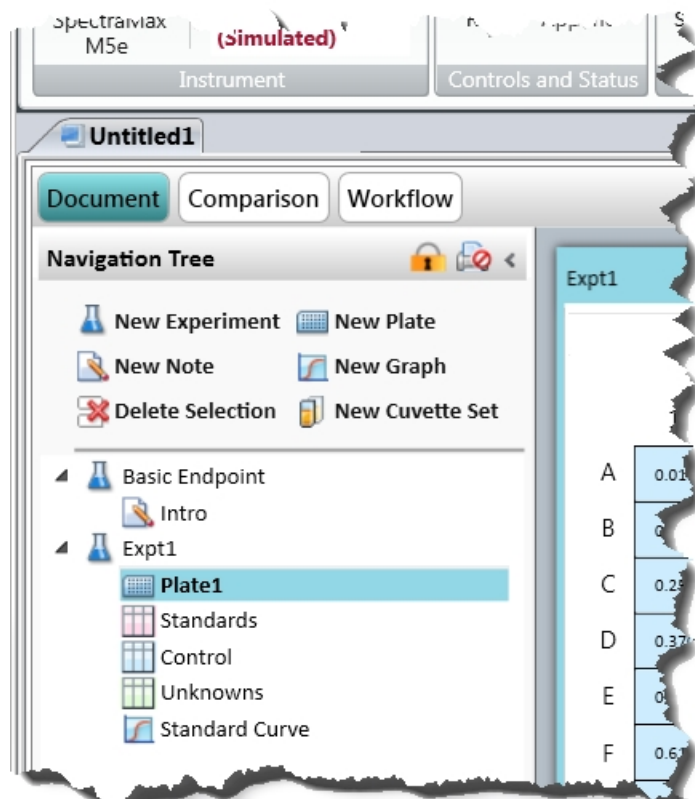 SpectraMax
M5e
(Simulated)
Instrument
Controls and Status
Untitled1
Document Comparison Workflow
Navigation Tree
Expt1
New Experiment New Plate
New Note New Graph
Delete Selection New Cuvette Set
Basic Endpoint
Intro
Expt1
Plate1
Standards
Control
Unknowns
Standard Curve
A
B
C
D
E
F